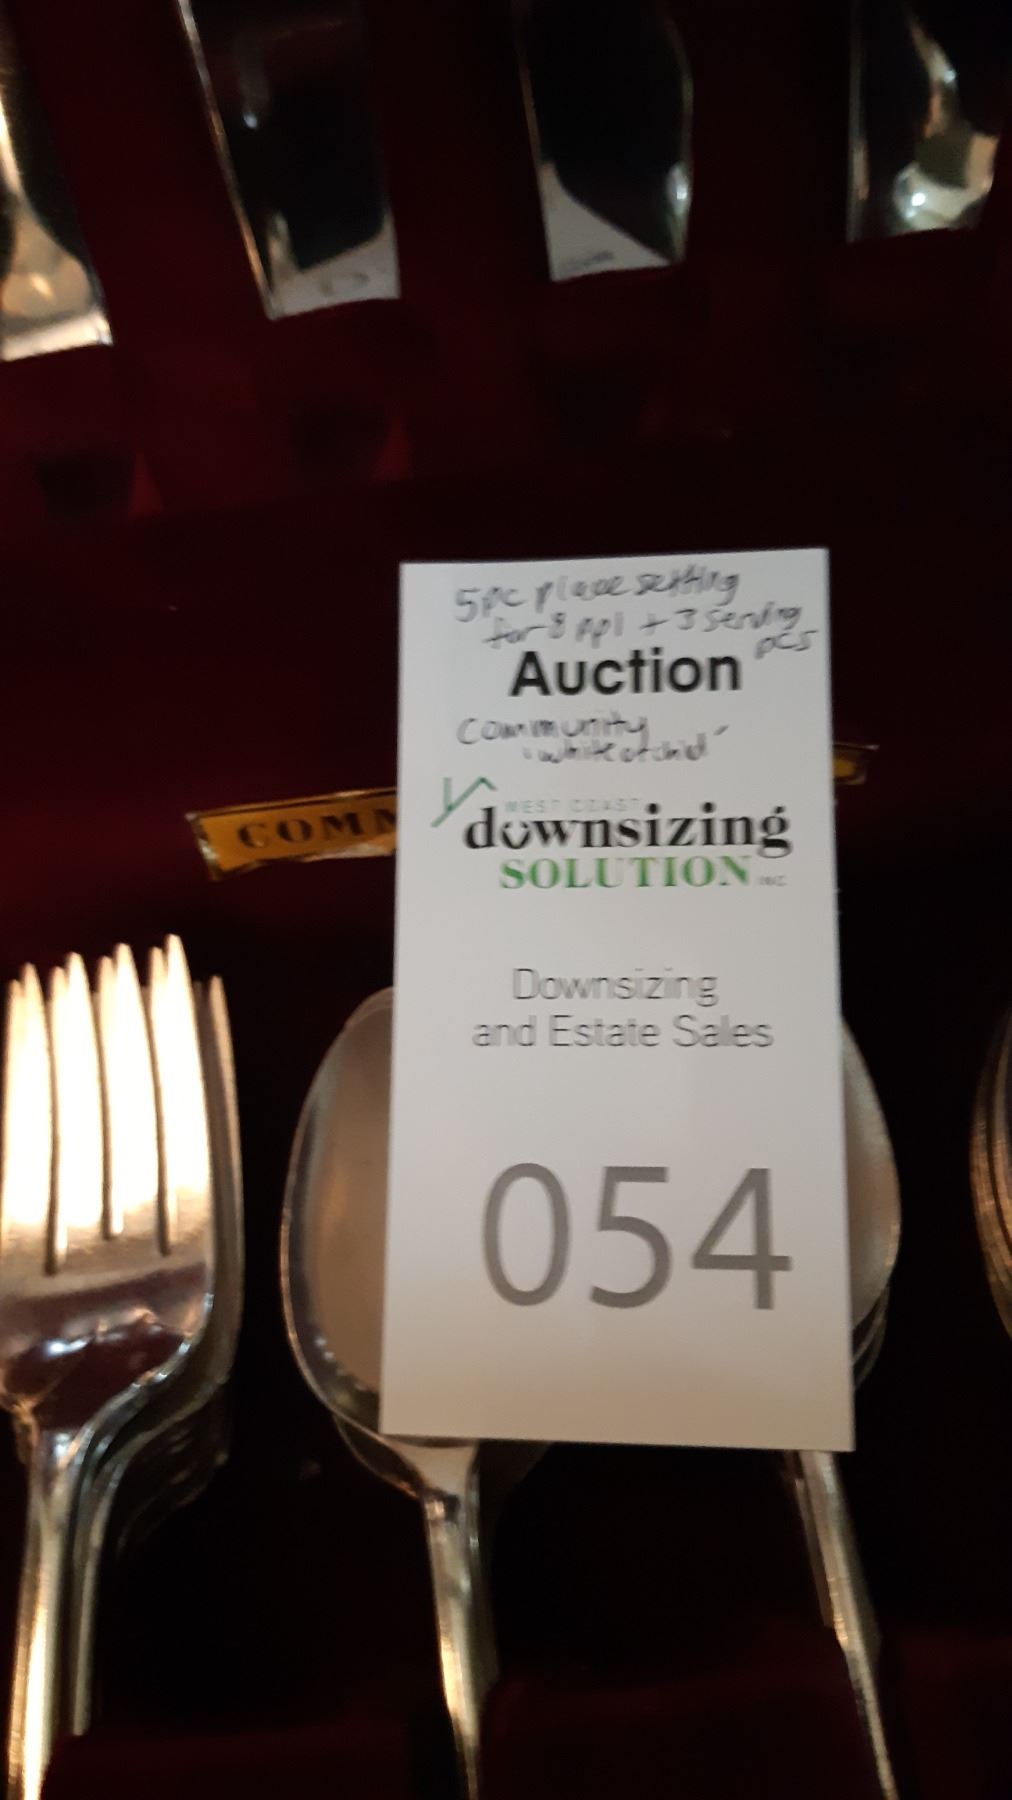 5pc place setting
for 8 ppl + 3 serving
pcs
Auction
Community
"white orchid"
WEST COAST
downsizing
SOLUTION INC.
COMM
Downsizing
and Estate Sales
054